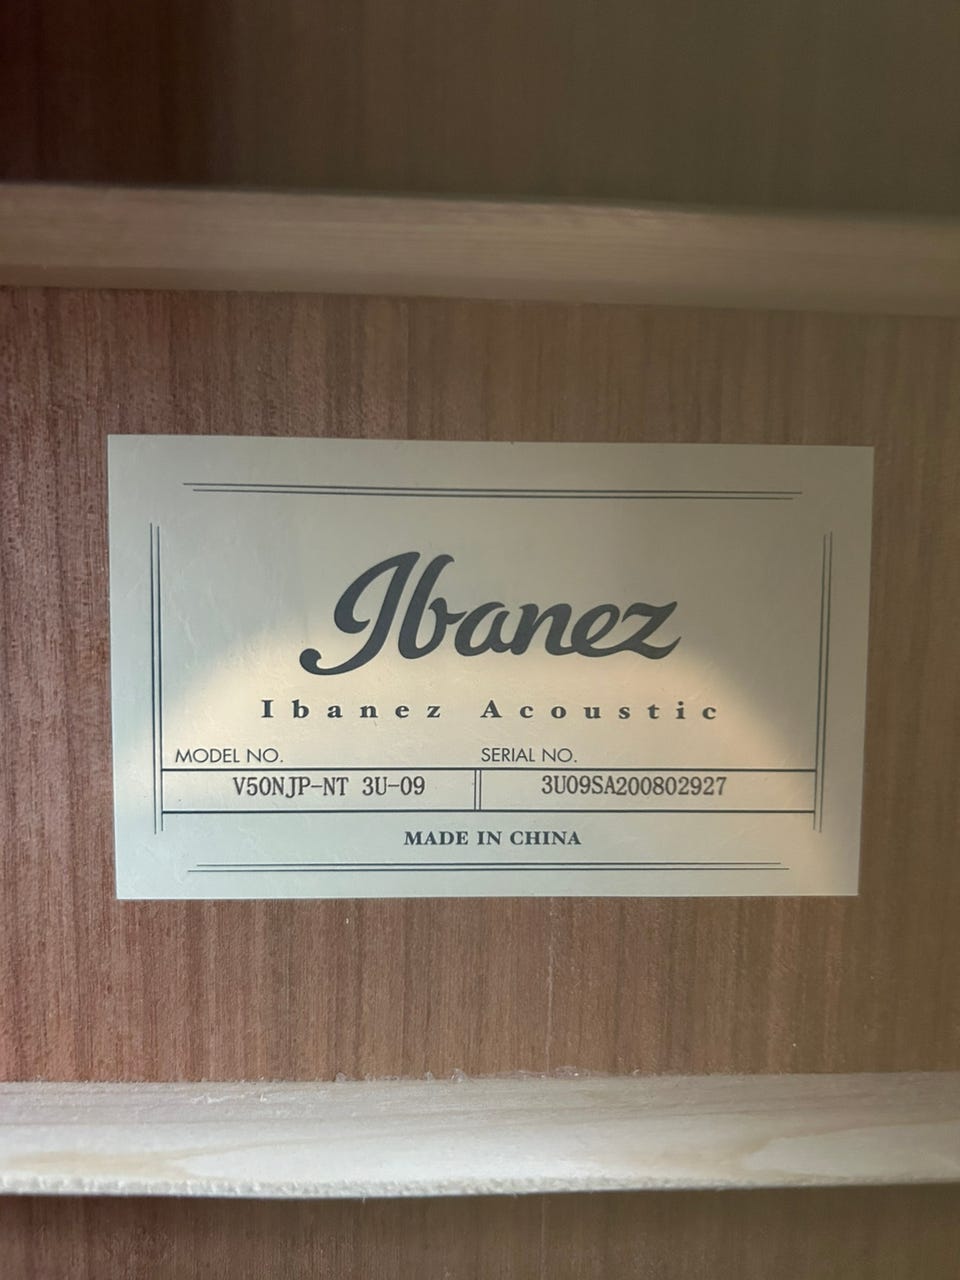 Ibanez
Ibanez Acoustic
MODEL NO. SERIAL NO.
V50NJP-NT 3U-09 3U09SA200802927
MADE IN CHINA